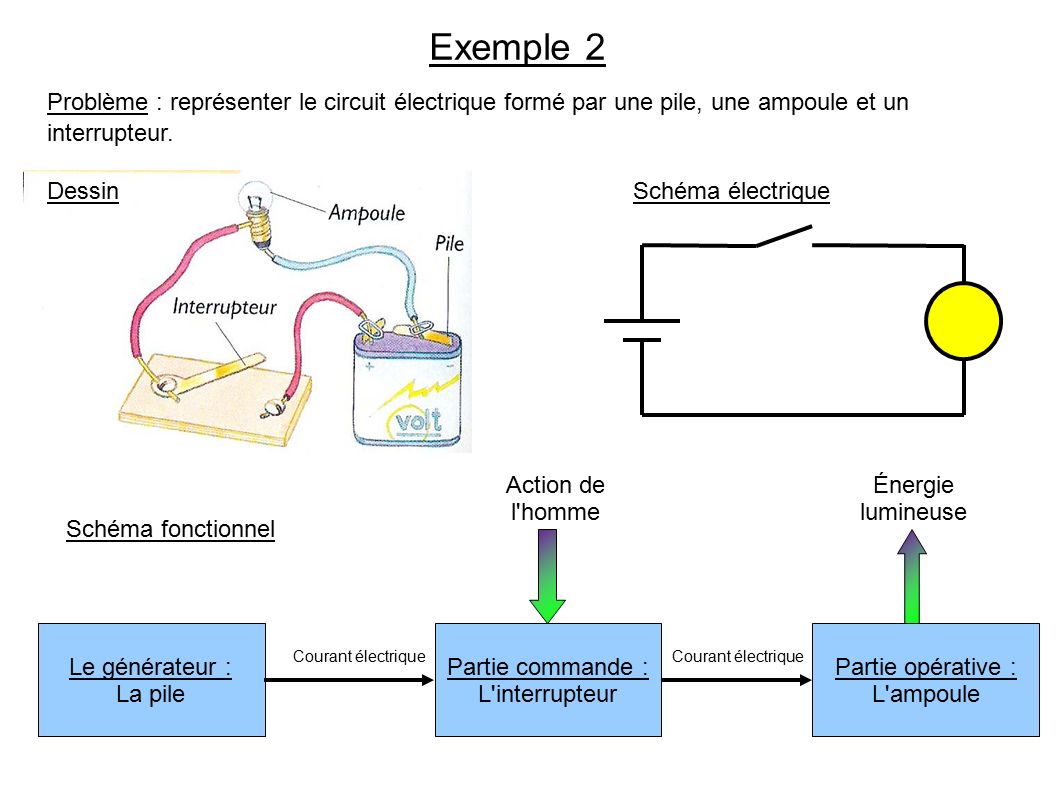 Exemple 2
Problème : représenter le circuit électrique formé par une pile, une ampoule et un
interrupteur.
Dessin
Schéma électrique
Ampoule
Pile
Interrupteur
+ −
volt
Action de
l'homme
Énergie
lumineuse
Schéma fonctionnel
Le générateur :
La pile
Courant électrique
Partie commande :
L'interrupteur
Courant électrique
Partie opérative :
L'ampoule